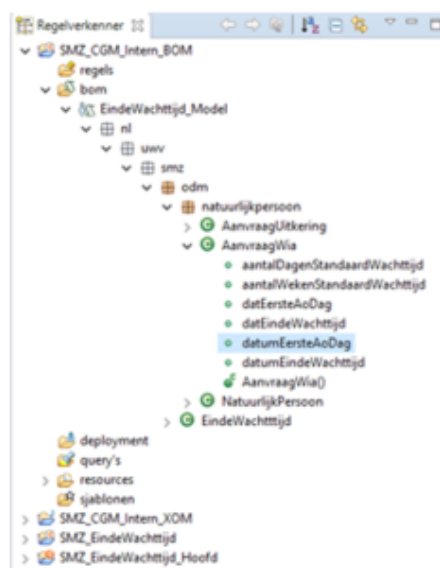 Regelverkenner
SMZ_CGM_Intern_BOM
regels
bom
EindeWachttijd_Model
nl
uwv
smz
odm
natuurlijkpersoon
AanvraagUitkering
AanvraagWia
aantalDagenStandaardWachttijd
aantalWekenStandaardWachttijd
datEersteAoDag
datEindeWachttijd
datumEersteAoDag
datumEindeWachttijd
AanvraagWia()
NatuurlijkPersoon
EindeWachtttijd
deployment
query's
resources
sjablonen
SMZ_CGM_Intern_XOM
SMZ_EindeWachttijd
SMZ_EindeWachttijd_Hoofd